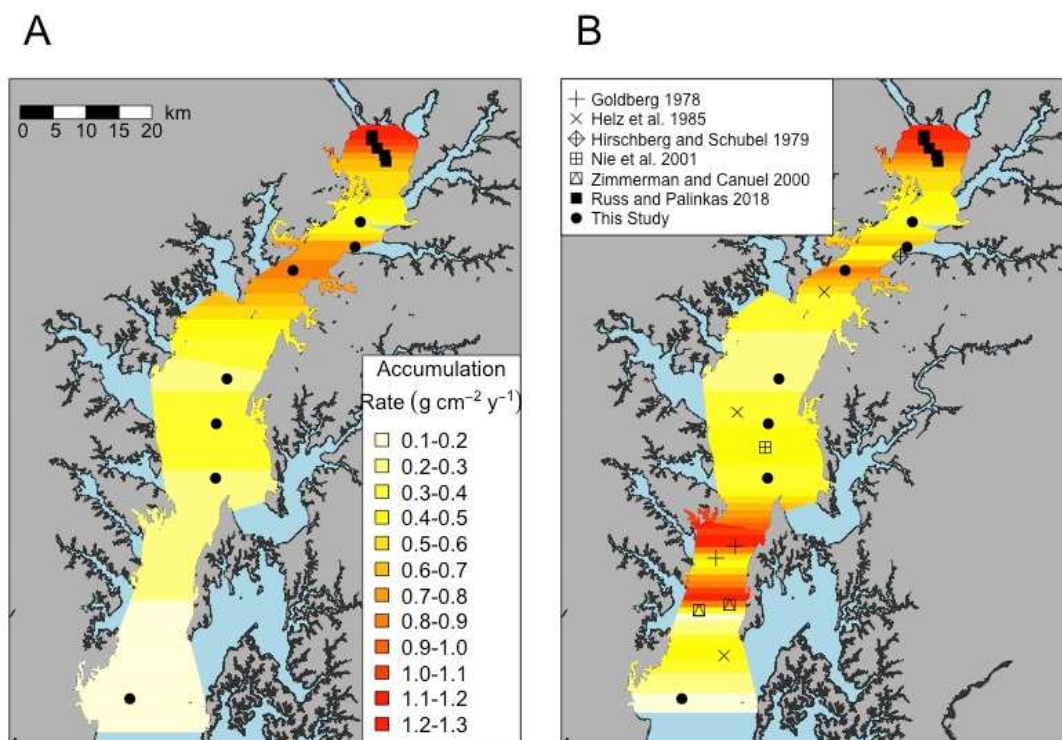 A
B
km
0 5 10 15 20
Accumulation
Rate (g cm⁻² y⁻¹)
0.1-0.2
0.2-0.3
0.3-0.4
0.4-0.5
0.5-0.6
0.6-0.7
0.7-0.8
0.8-0.9
0.9-1.0
1.0-1.1
1.1-1.2
1.2-1.3
Goldberg 1978
Helz et al. 1985
Hirschberg and Schubel 1979
Nie et al. 2001
Zimmerman and Canuel 2000
Russ and Palinkas 2018
This Study